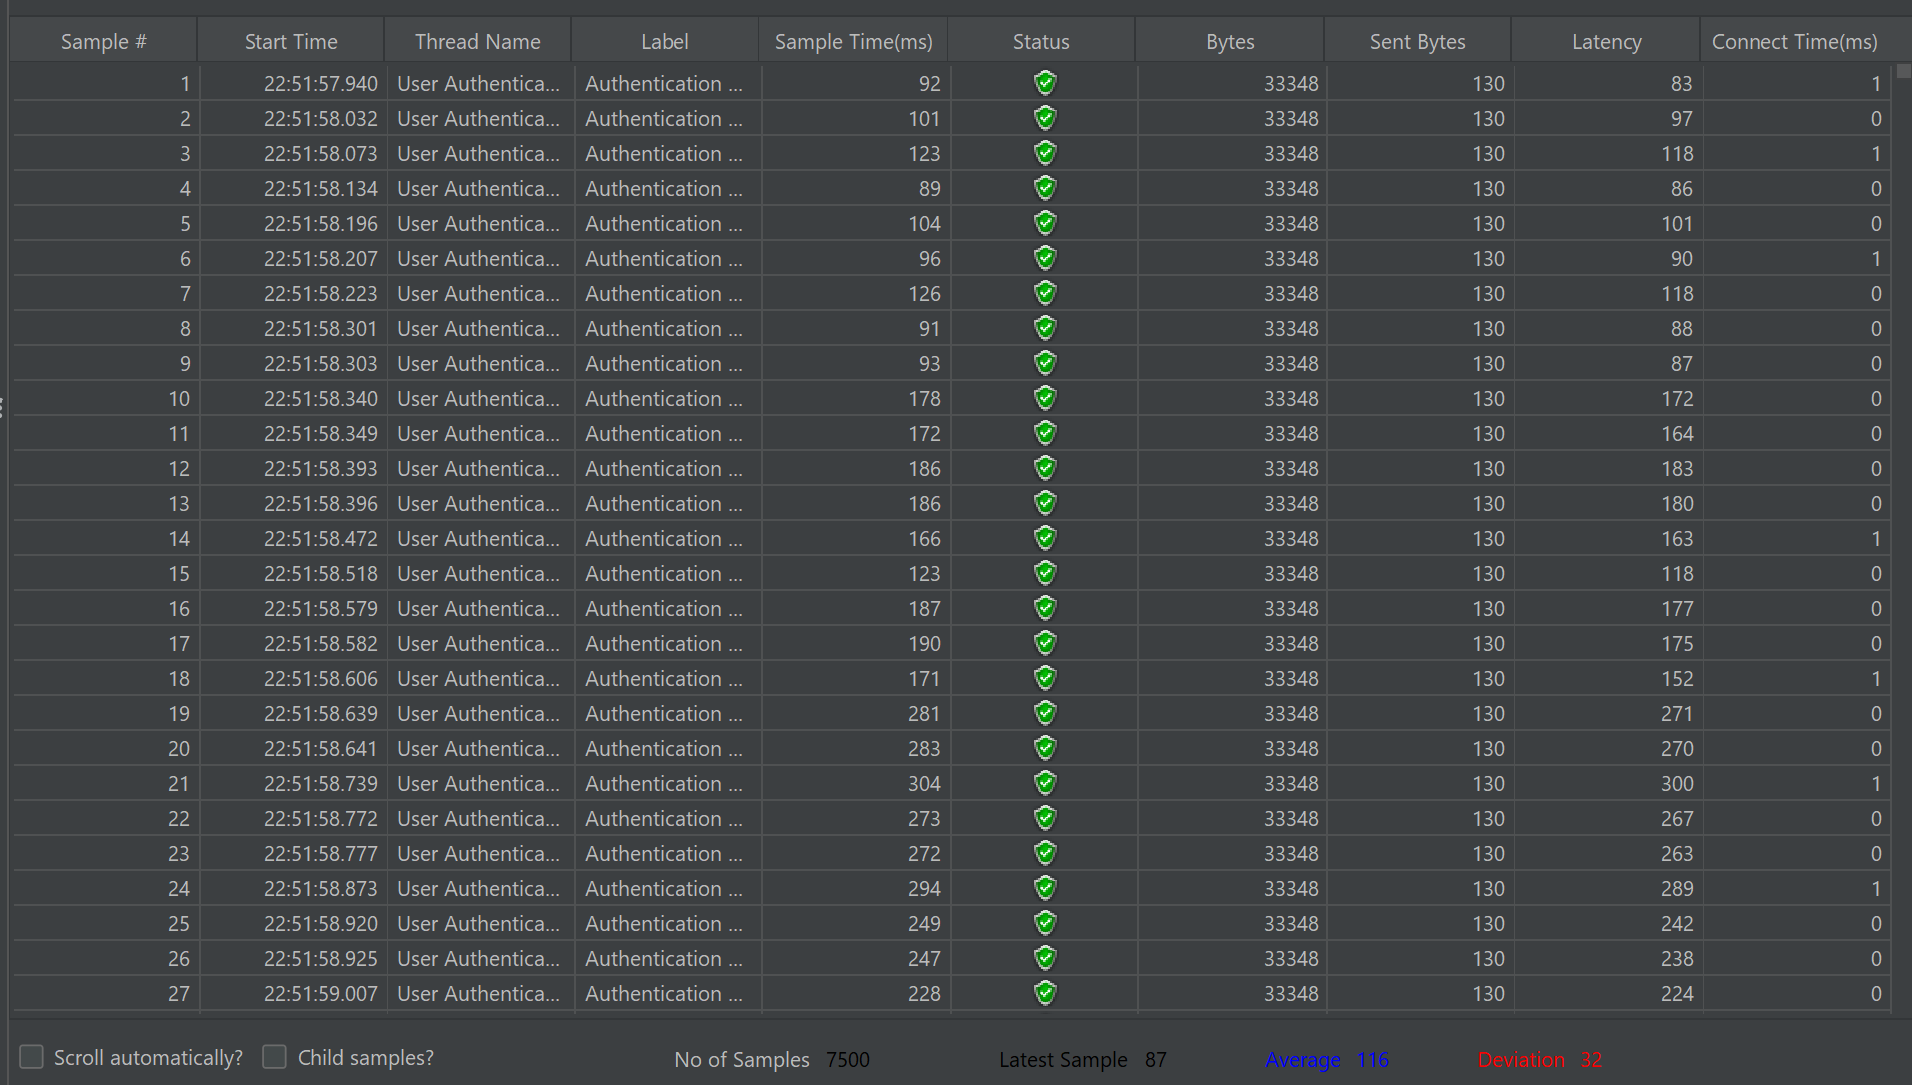 Sample # Start Time Thread Name Label Sample Time(ms) Status Bytes Sent Bytes Latency Connect Time(ms)
1 22:51:57.940 User Authentica... Authentication ... 92 33348 130 83 1
2 22:51:58.032 User Authentica... Authentication ... 101 33348 130 97 0
3 22:51:58.073 User Authentica... Authentication ... 123 33348 130 118 1
4 22:51:58.134 User Authentica... Authentication ... 89 33348 130 86 0
5 22:51:58.196 User Authentica... Authentication ... 104 33348 130 101 0
6 22:51:58.207 User Authentica... Authentication ... 96 33348 130 90 1
7 22:51:58.223 User Authentica... Authentication ... 126 33348 130 118 0
8 22:51:58.301 User Authentica... Authentication ... 91 33348 130 88 0
9 22:51:58.303 User Authentica... Authentication ... 93 33348 130 87 0
10 22:51:58.340 User Authentica... Authentication ... 178 33348 130 172 0
11 22:51:58.349 User Authentica... Authentication ... 172 33348 130 164 0
12 22:51:58.393 User Authentica... Authentication ... 186 33348 130 183 0
13 22:51:58.396 User Authentica... Authentication ... 186 33348 130 180 0
14 22:51:58.472 User Authentica... Authentication ... 166 33348 130 163 1
15 22:51:58.518 User Authentica... Authentication ... 123 33348 130 118 0
16 22:51:58.579 User Authentica... Authentication ... 187 33348 130 177 0
17 22:51:58.582 User Authentica... Authentication ... 190 33348 130 175 0
18 22:51:58.606 User Authentica... Authentication ... 171 33348 130 152 1
19 22:51:58.639 User Authentica... Authentication ... 281 33348 130 271 0
20 22:51:58.641 User Authentica... Authentication ... 283 33348 130 270 0
21 22:51:58.739 User Authentica... Authentication ... 304 33348 130 300 1
22 22:51:58.772 User Authentica... Authentication ... 273 33348 130 267 0
23 22:51:58.777 User Authentica... Authentication ... 272 33348 130 263 0
24 22:51:58.873 User Authentica... Authentication ... 294 33348 130 289 1
25 22:51:58.920 User Authentica... Authentication ... 249 33348 130 242 0
26 22:51:58.925 User Authentica... Authentication ... 247 33348 130 238 0
27 22:51:59.007 User Authentica... Authentication ... 228 33348 130 224 0
Scroll automatically? Child samples? No of Samples 7500 Latest Sample 87 Average 116 Deviation 32